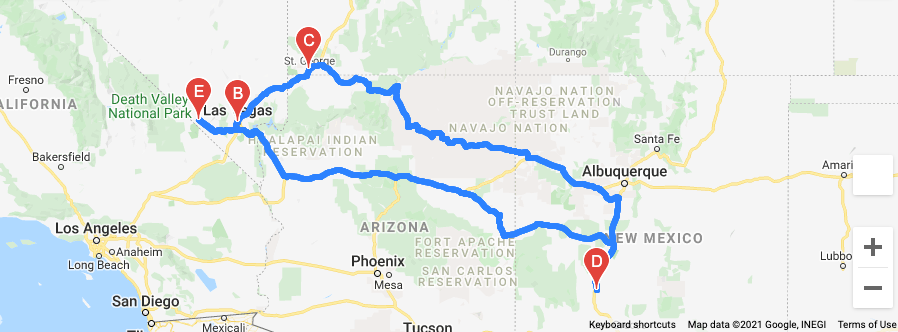 C
St. George
Durango
Fresno
CALIFORNIA
E
B
Death Valley
National Park
Las Vegas
NAVAJO NATION
OFF-RESERVATION
TRUST LAND
NAVAJO NATION
HUALAPAI INDIAN
RESERVATION
Santa Fe
Bakersfield
Albuquerque
Amari
Los Angeles
Anaheim
Long Beach
ARIZONA
FORT APACHE
RESERVATION
NEW MEXICO
Phoenix
Mesa
SAN CARLOS
RESERVATION
D
Lubbo
San Diego
Mexicali
Tucson
Keyboard shortcuts Map data ©2021 Google, INEGI Terms of Use